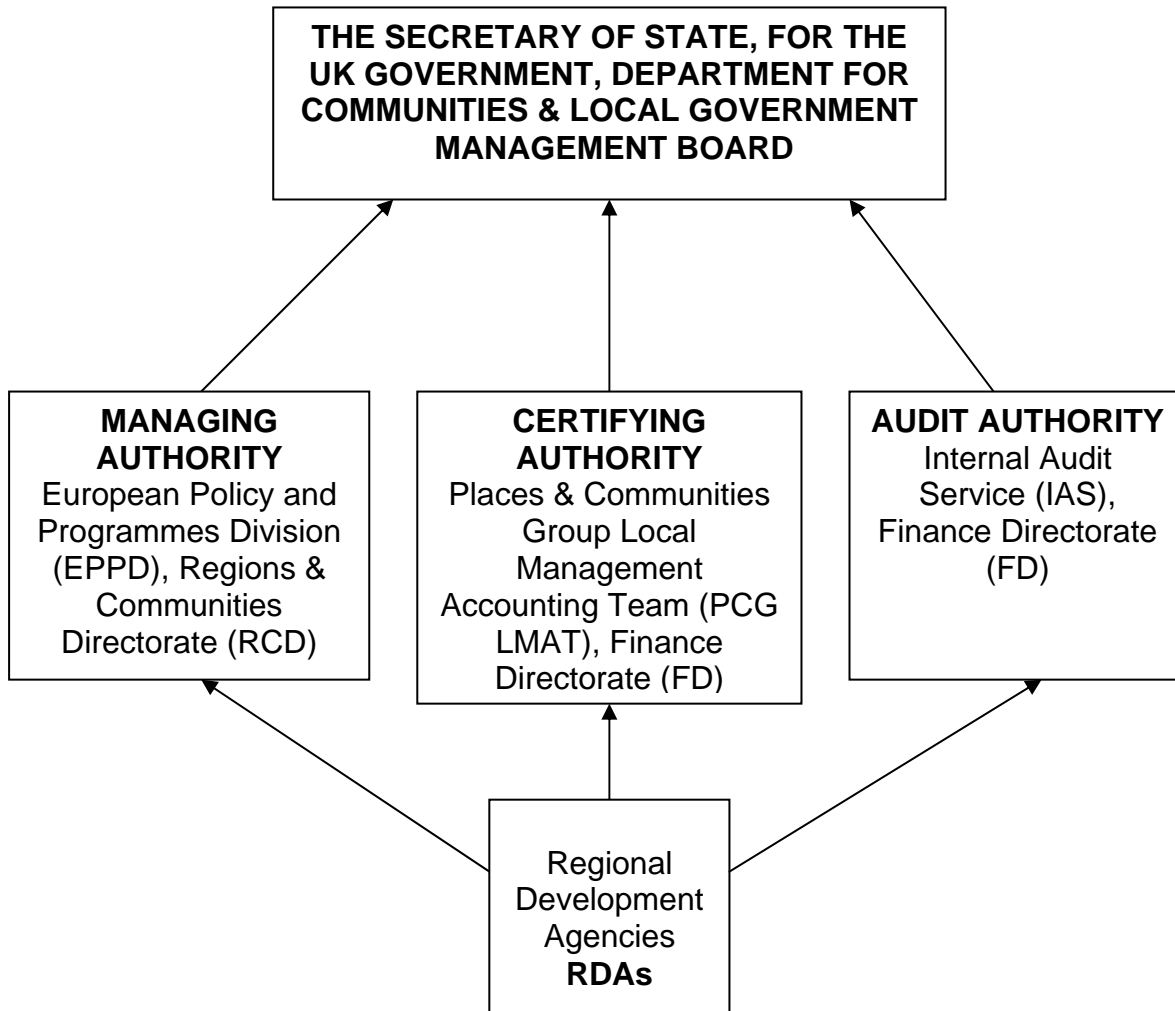 THE SECRETARY OF STATE, FOR THE
UK GOVERNMENT, DEPARTMENT FOR
COMMUNITIES & LOCAL GOVERNMENT
MANAGEMENT BOARD
MANAGING
AUTHORITY
European Policy and
Programmes Division
(EPPD), Regions &
Communities
Directorate (RCD)
CERTIFYING
AUTHORITY
Places & Communities
Group Local
Management
Accounting Team (PCG
LMAT), Finance
Directorate (FD)
AUDIT AUTHORITY
Internal Audit
Service (IAS),
Finance Directorate
(FD)
Regional
Development
Agencies
RDAs